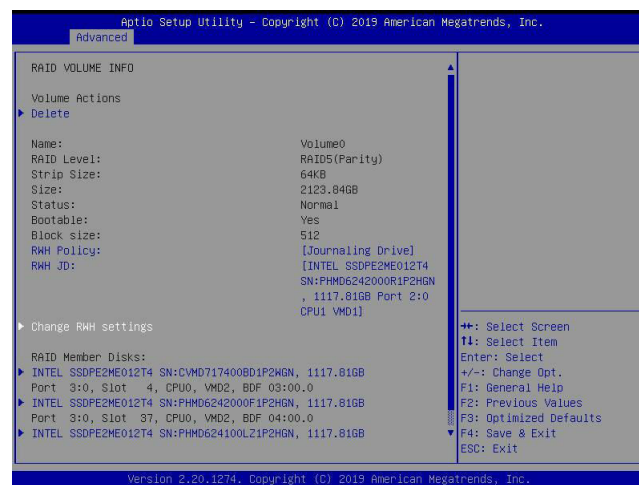 Aptio Setup Utility – Copyright (C) 2019 American Megatrends, Inc.
Advanced
RAID VOLUME INFO
Volume Actions
Delete
Name: Volume0
RAID Level: RAID5(Parity)
Strip Size: 64KB
Size: 2123.84GB
Status: Normal
Bootable: Yes
Block size: 512
RWH Policy: [Journaling Drive]
RWH JD: [INTEL SSDPE2ME012T4
SN:PHMD6242000R1P2HGN
, 1117.81GB Port 2:0
CPU1 VMD1]
Change RWH settings
RAID Member Disks:
INTEL SSDPE2ME012T4 SN:CVMD717400BD1P2WGN, 1117.81GB
Port 3:0, Slot 4, CPU0, VMD2, BDF 03:00.0
INTEL SSDPE2ME012T4 SN:PHMD6242000F1P2HGN, 1117.81GB
Port 3:0, Slot 37, CPU0, VMD2, BDF 04:00.0
INTEL SSDPE2ME012T4 SN:PHMD624100LZ1P2HGN, 1117.81GB
→←: Select Screen
↑↓: Select Item
Enter: Select
+/-: Change Opt.
F1: General Help
F2: Previous Values
F3: Optimized Defaults
F4: Save & Exit
ESC: Exit
Version 2.20.1274. Copyright (C) 2019 American Megatrends, Inc.